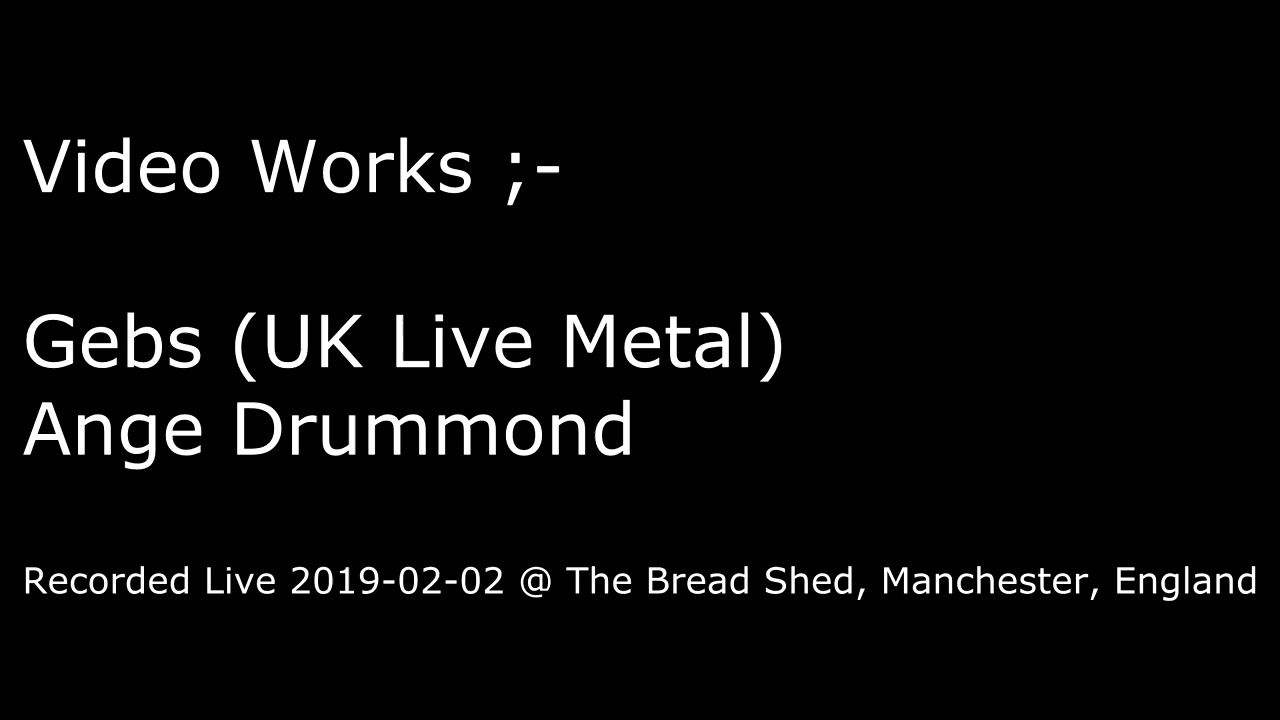 Video Works ;-
Gebs (UK Live Metal)
Ange Drummond
Recorded Live 2019-02-02 @ The Bread Shed, Manchester, England